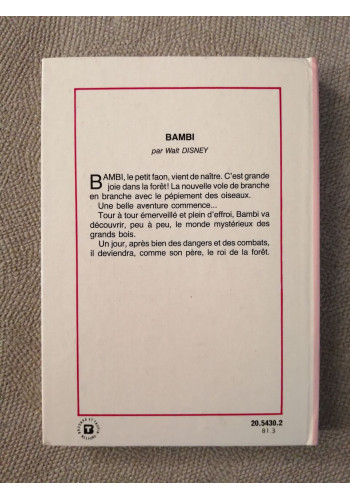 BAMBI
par Walt DISNEY
BAMBI, le petit faon, vient de naître. C'est grande
joie dans la forêt! La nouvelle vole de branche
en branche avec le pépiement des oiseaux.
Une belle aventure commence...
Tour à tour émerveillé et plein d'effroi, Bambi va
découvrir, peu à peu, le monde mystérieux des
grands bois.
Un jour, après bien des dangers et des combats,
il deviendra, comme son père, le roi de la forêt.
20.5430.2
81.3